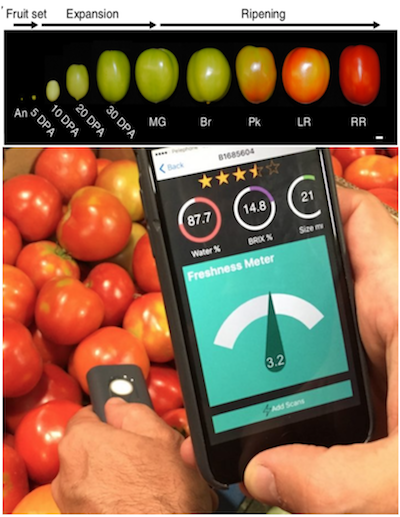 Fruit set Expansion Ripening
An 5 DPA 10 DPA 20 DPA 30 DPA MG Br Pk LR RR
Back
B1685604
87.7 14.8 21
Water % BRIX % Size m
Freshness Meter
3.2
Add Scans